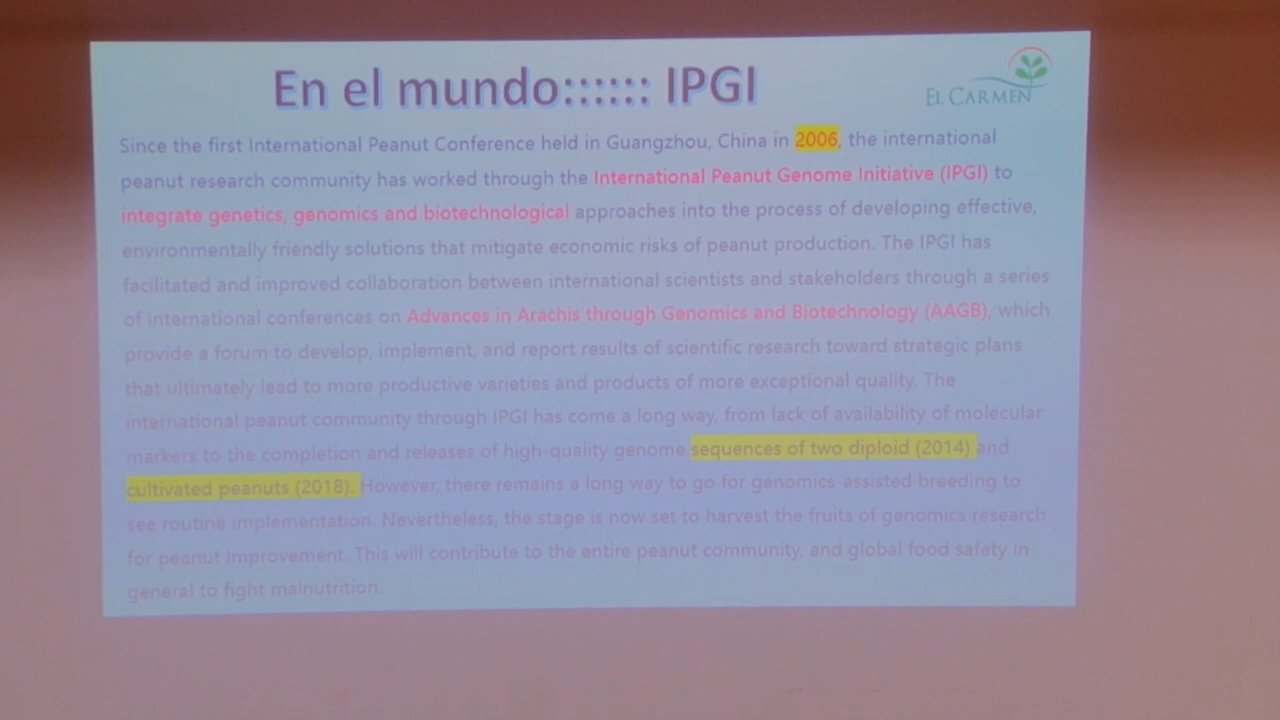 En el mundo:::::: IPGI
EL CARMEN
Since the first International Peanut Conference held in Guangzhou, China in 2006, the international
peanut research community has worked through the International Peanut Genome Initiative (IPGI) to
integrate genetics, genomics and biotechnological approaches into the process of developing effective,
environmentally friendly solutions that mitigate economic risks of peanut production. The IPGI has
facilitated and improved collaboration between international scientists and stakeholders through a series
of international conferences on Advances in Arachis through Genomics and Biotechnology (AAGB), which
provide a forum to develop, implement, and report results of scientific research toward strategic plans
that ultimately lead to more productive varieties and products of more exceptional quality. The
international peanut community through IPGI has come a long way, from lack of availability of molecular
markers to the completion and releases of high-quality genome sequences of two diploid (2014) and
cultivated peanuts (2018). However, there remains a long way to go for genomics-assisted breeding to
see routine implementation. Nevertheless, the stage is now set to harvest the fruits of genomics research
for peanut improvement. This will contribute to the entire peanut community, and global food safety in
general to fight malnutrition.